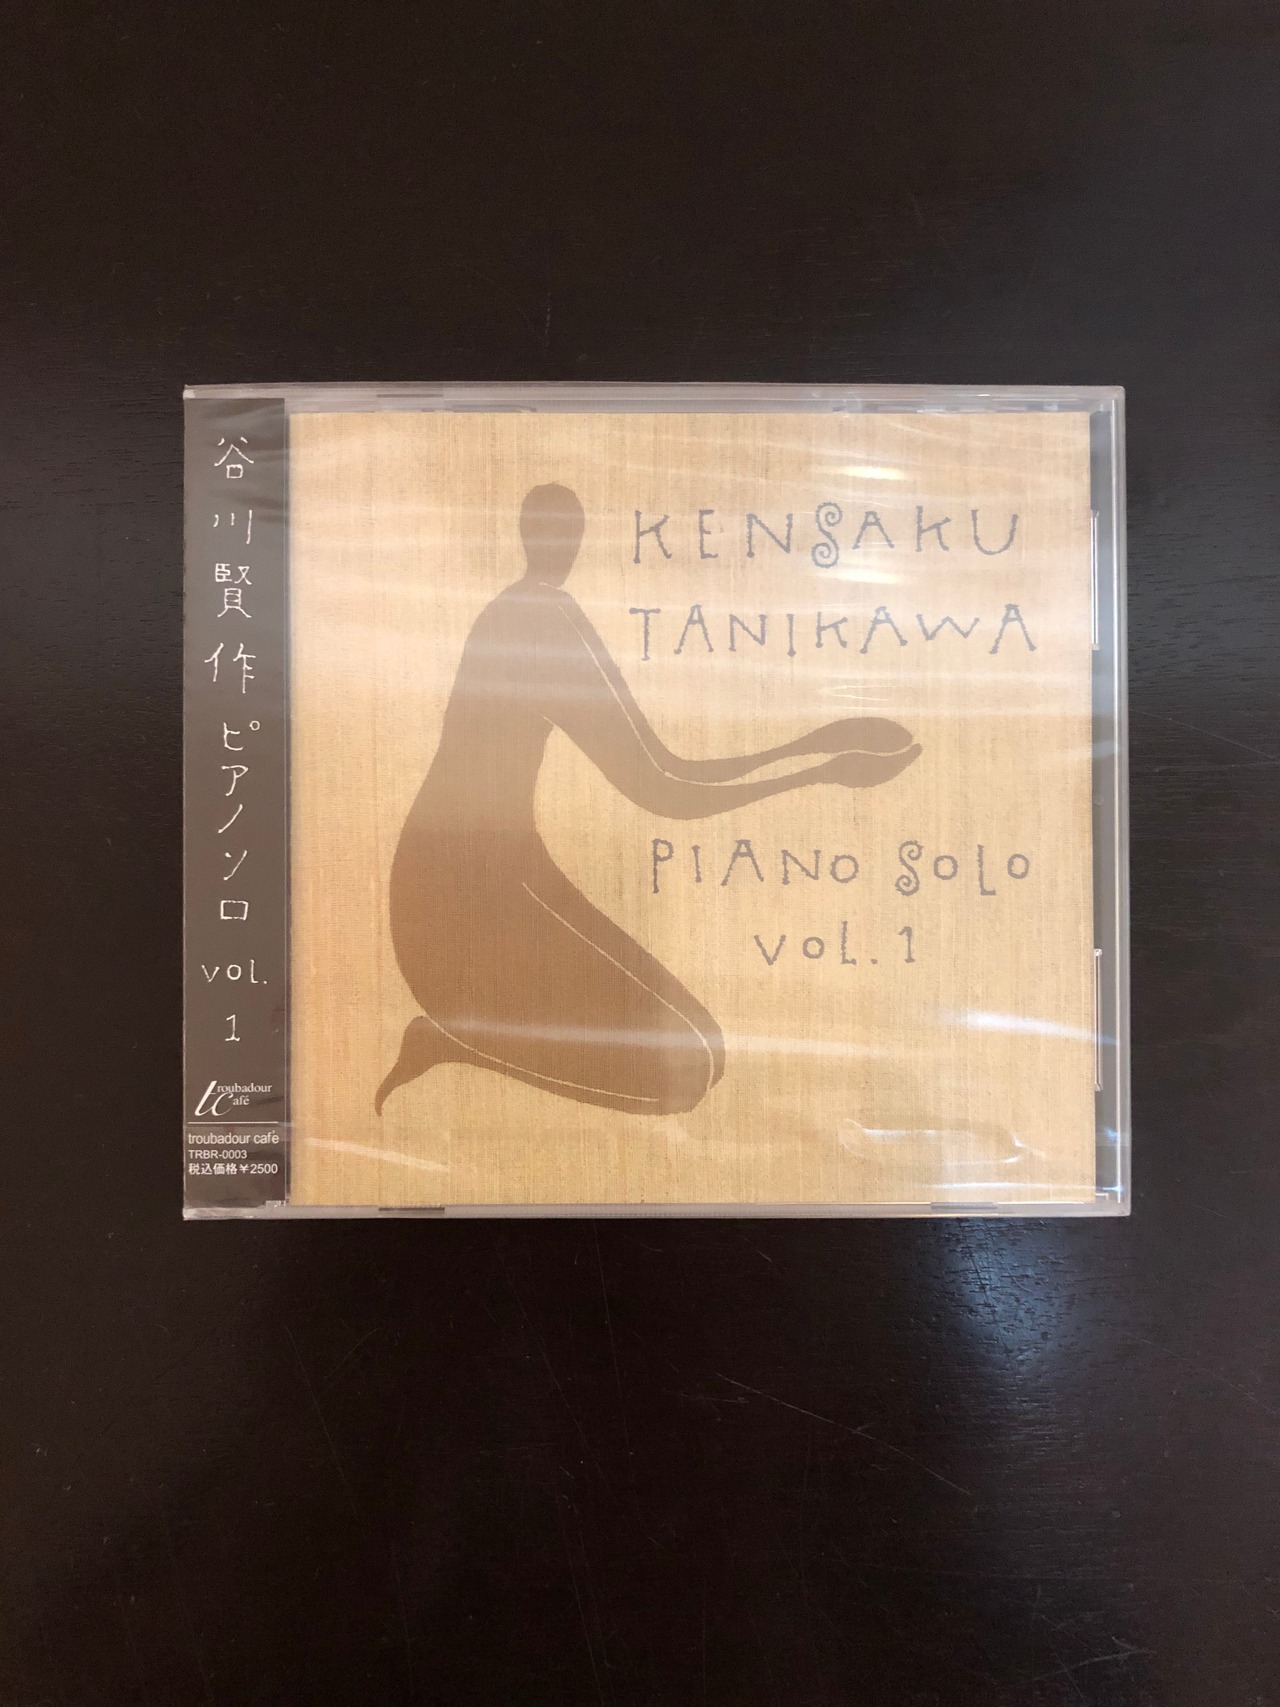 谷川賢作ピアノソロ vol. 1
troubadour
café
troubadour cafe
TRBR-0003
税込価格￥2500
KENSAKU
TANIKAWA
PIANO SOLO
VOL.1